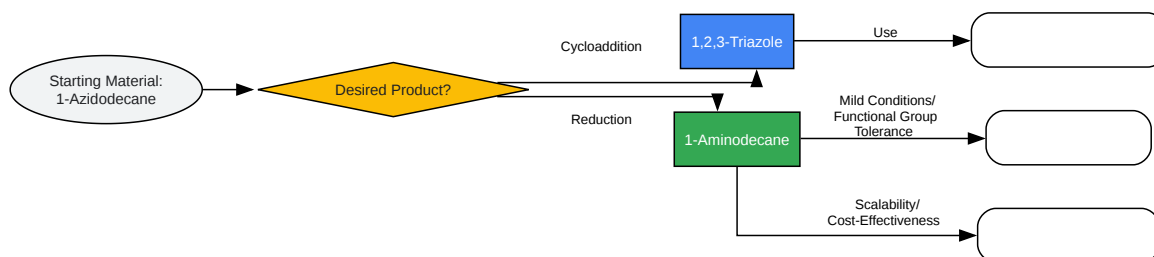 Starting Material:
1-Azidodecane
Desired Product?
Cycloaddition
Reduction
1,2,3-Triazole
1-Aminodecane
Use
Mild Conditions/
Functional Group
Tolerance
Scalability/
Cost-Effectiveness